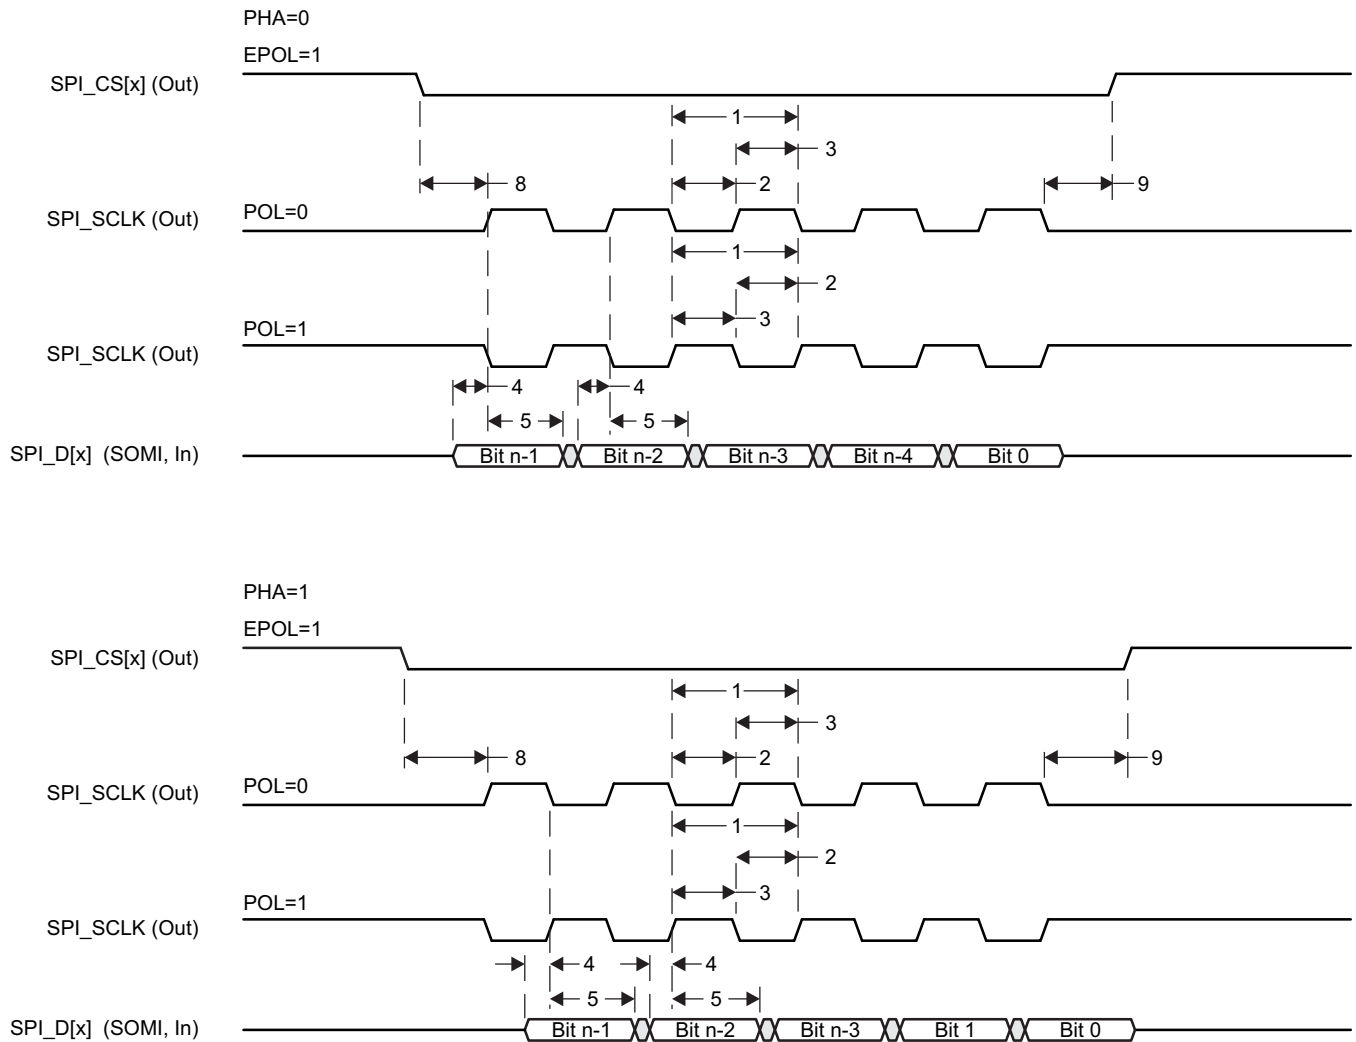 PHA=0
EPOL=1
SPI_CS[x] (Out)
1
3
8
2
9
SPI_SCLK (Out)
POL=0
1
2
3
POL=1
SPI_SCLK (Out)
4
4
5
5
SPI_D[x] (SOMI, In)
Bit n-1
Bit n-2
Bit n-3
Bit n-4
Bit 0
PHA=1
EPOL=1
SPI_CS[x] (Out)
1
3
8
2
9
SPI_SCLK (Out)
POL=0
1
2
3
POL=1
SPI_SCLK (Out)
4
4
5
5
SPI_D[x] (SOMI, In)
Bit n-1
Bit n-2
Bit n-3
Bit 1
Bit 0